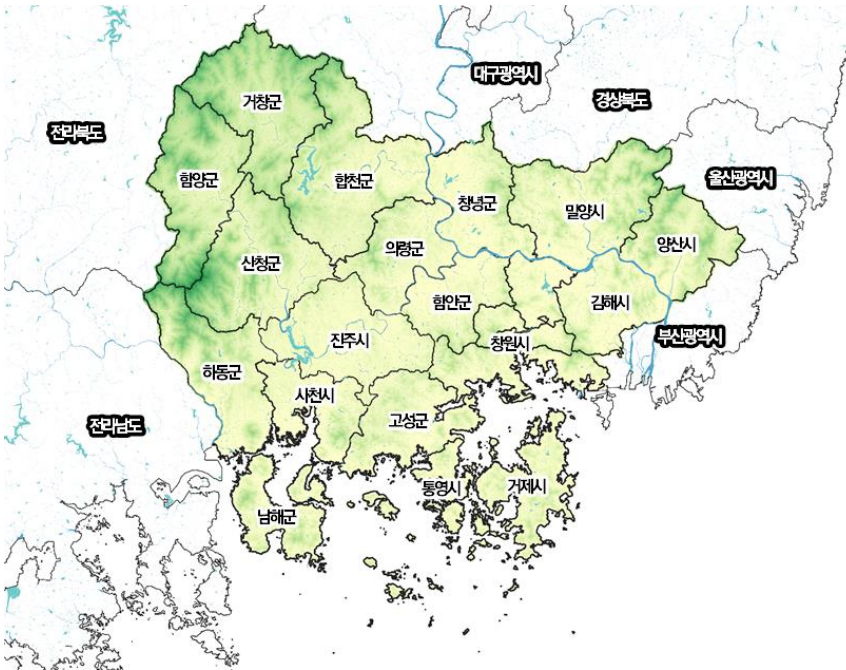 대구광역시
경상북도
거창군
전라북도
함양군
합천군
창녕군
밀양시
울산광역시
양산시
의령군
산청군
함안군
김해시
진주시
창원시
부산광역시
하동군
사천시
고성군
전라남도
통영시
거제시
남해군